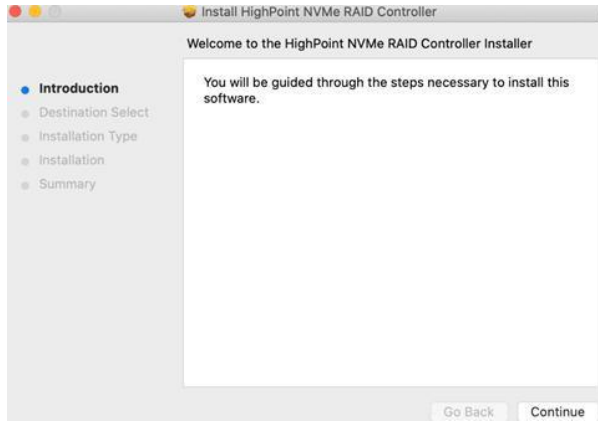 Install HighPoint NVMe RAID Controller
Welcome to the HighPoint NVMe RAID Controller Installer
Introduction
Destination Select
Installation Type
Installation
Summary
You will be guided through the steps necessary to install this
software.
Go Back
Continue